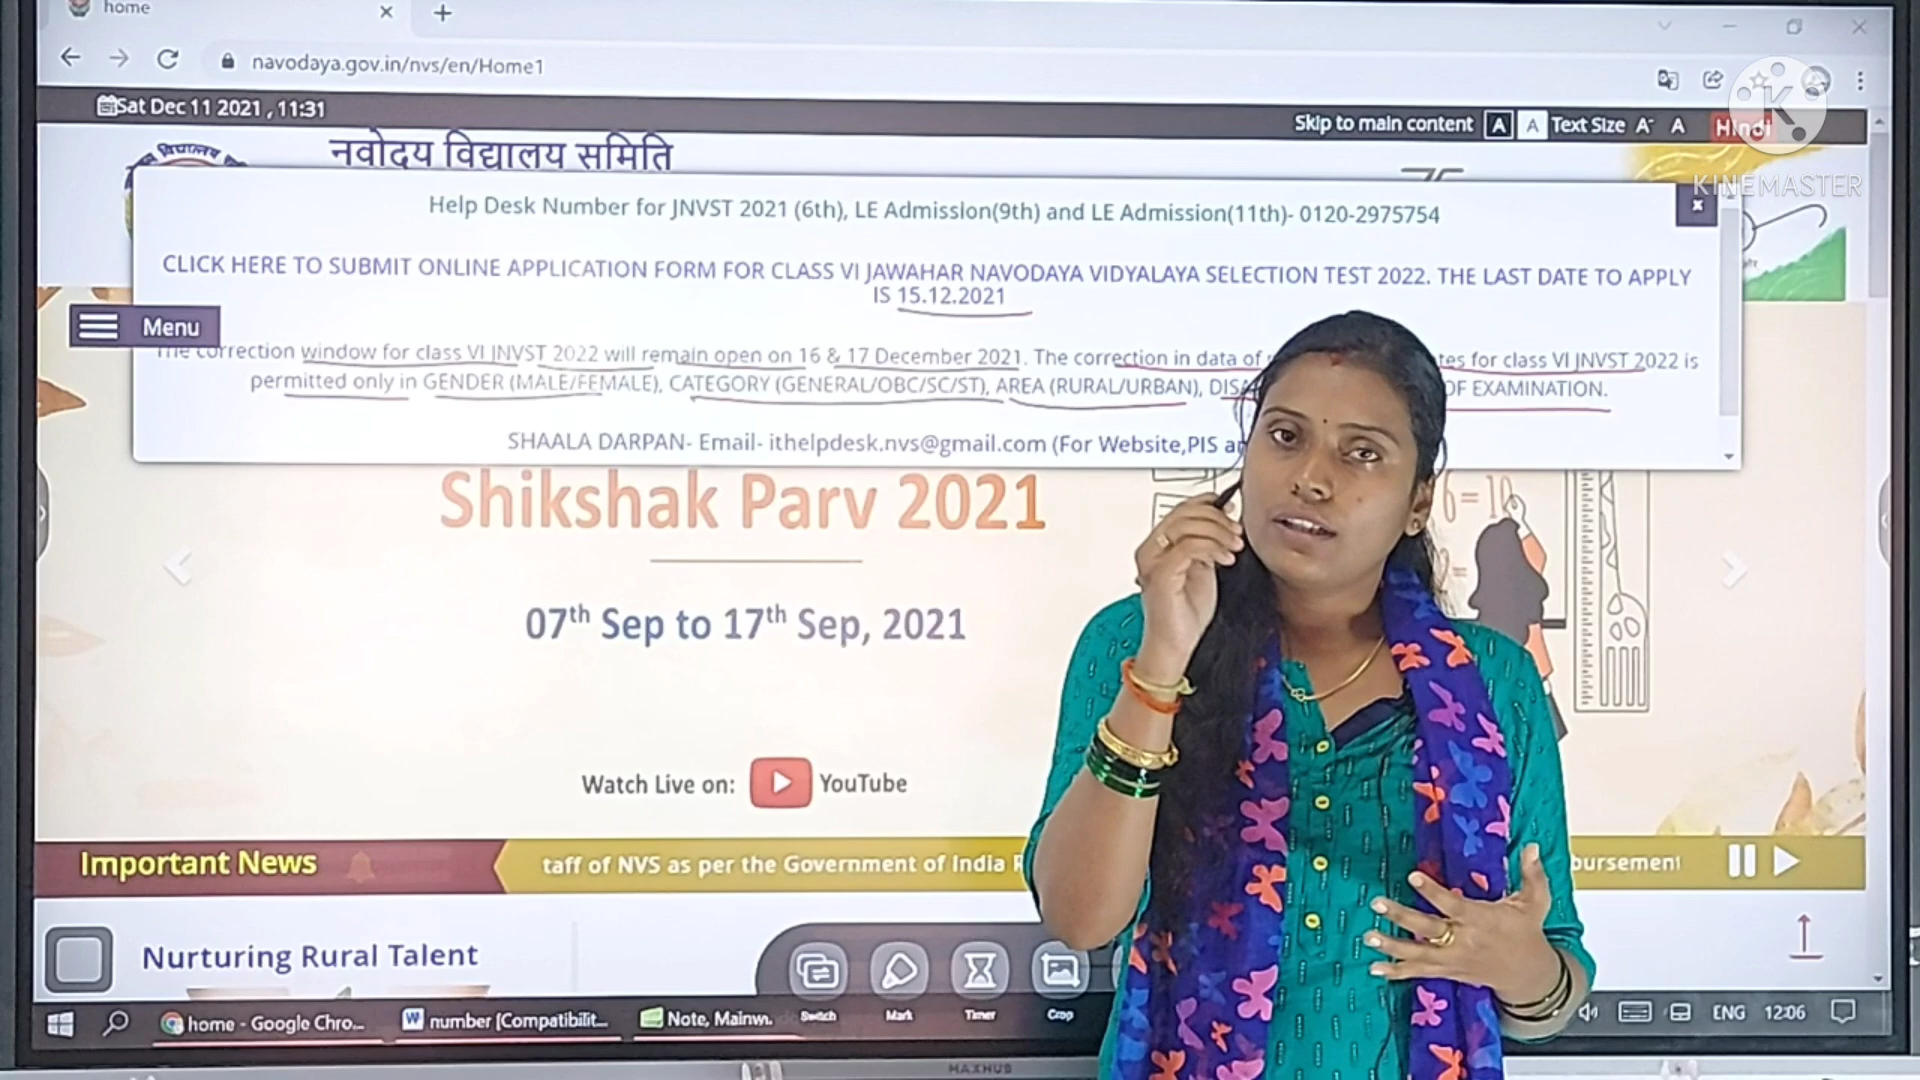 home
navodaya.gov.in/nvs/en/Home1
Sat Dec 11 2021 , 11:31
Skip to main content A A Text Size A- A Hindi
नवोदय विद्यालय समिति
KINEMASTER
Help Desk Number for JNVST 2021 (6th), LE Admission(9th) and LE Admission(11th)- 0120-2975754
CLICK HERE TO SUBMIT ONLINE APPLICATION FORM FOR CLASS VI JAWAHAR NAVODAYA VIDYALAYA SELECTION TEST 2022. THE LAST DATE TO APPLY
IS 15.12.2021
Menu
The correction window for class VI JNVST 2022 will remain open on 16 & 17 December 2021. The correction in data of tes for class VI JNVST 2022 is
permitted only in GENDER (MALE/FEMALE), CATEGORY (GENERAL/OBC/SC/ST), AREA (RURAL/URBAN), DISA OF EXAMINATION.
SHAALA DARPAN- Email- ithelpdesk.nvs@gmail.com (For Website,PIS an
Shikshak Parv 2021
6 = 10
07th Sep to 17th Sep, 2021
Watch Live on: YouTube
Important News taff of NVS as per the Government of India bursement
Nurturing Rural Talent
Switch Mark Timer Crop
home - Google Chro... number [Compatibilit... Note, Mainw. ENG 12:06
MAXHUB